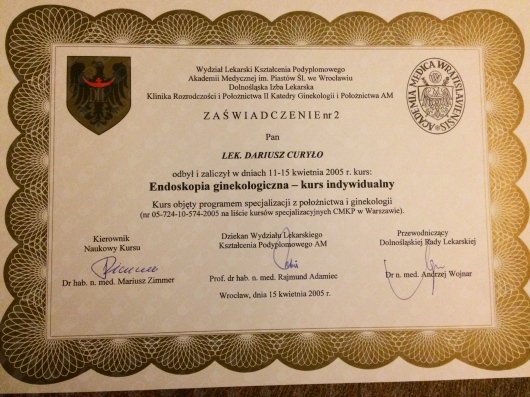 Wydział Lekarski Kształcenia Podyplomowego
Akademii Medycznej im. Piastów Śl. we Wrocławiu
Dolnośląska Izba Lekarska
Klinika Rozrodczości i Położnictwa II Katedry Ginekologii i Położnictwa AM
ACADEMIA MEDICA WRATISLAVIENSIS
ZAŚWIADCZENIE nr 2
Pan
LEK. DARIUSZ CURYŁO
odbył i zaliczył w dniach 11-15 kwietnia 2005 r. kurs:
Endoskopia ginekologiczna – kurs indywidualny
Kurs objęty programem specjalizacji z położnictwa i ginekologii
(nr 05-724-10-574-2005 na liście kursów specjalizacyjnych CMKP w Warszawie).
Kierownik
Naukowy Kursu
Dr hab. n. med. Mariusz Zimmer
Dziekan Wydziału Lekarskiego
Kształcenia Podyplomowego AM
Prof. dr hab. n. med. Rajmund Adamiec
Przewodniczący
Dolnośląskiej Rady Lekarskiej
Dr n. med. Andrzej Wojnar
Wrocław, dnia 15 kwietnia 2005 r.